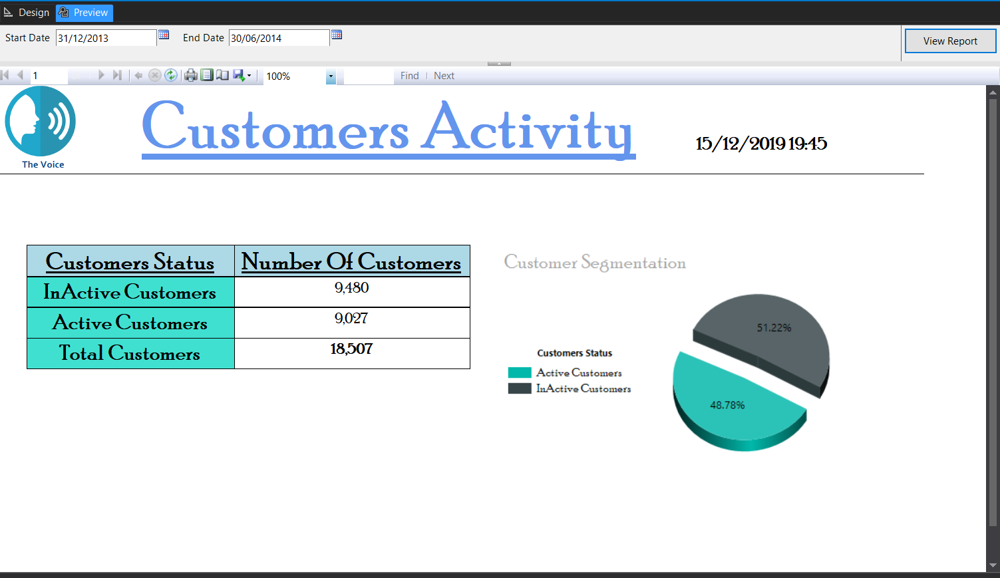 Design Preview
Start Date 31/12/2013 End Date 30/06/2014 View Report
1 100% Find Next
The Voice
Customers Activity
15/12/2019 19:45
Customers Status Number Of Customers
InActive Customers 9,480
Active Customers 9,027
Total Customers 18,507
Customer Segmentation
Customers Status
Active Customers
InActive Customers
51.22%
48.78%